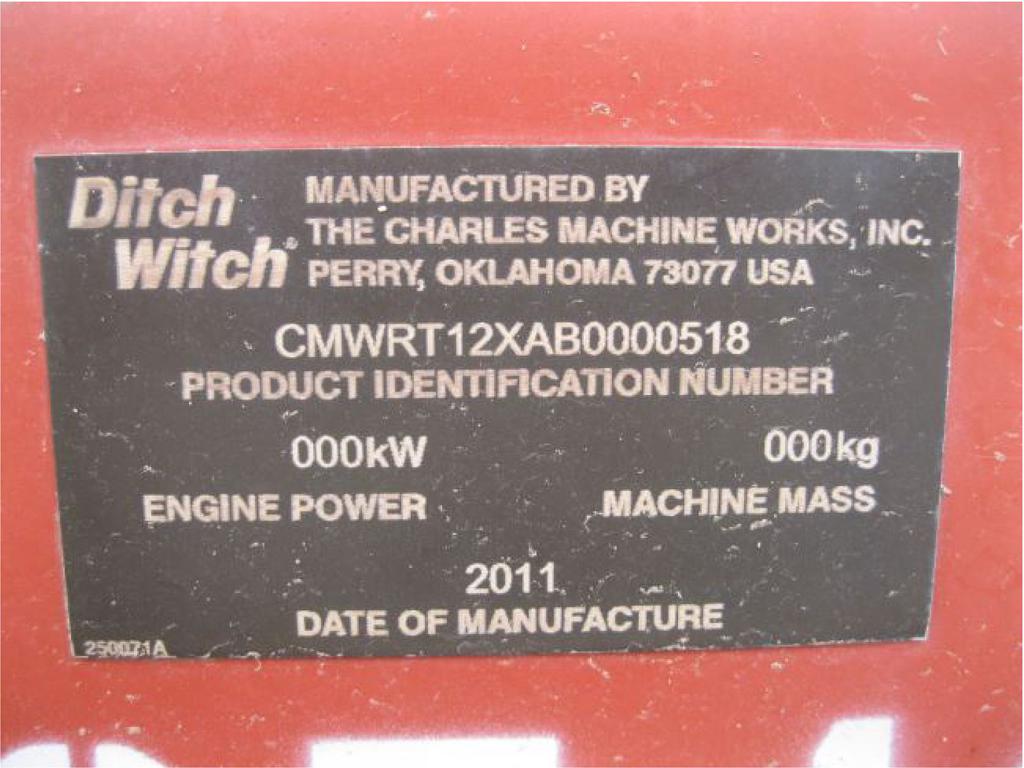 Ditch
Witch®
MANUFACTURED BY
THE CHARLES MACHINE WORKS, INC.
PERRY, OKLAHOMA 73077 USA
CMWRT12XAB0000518
PRODUCT IDENTIFICATION NUMBER
000kW
ENGINE POWER
000kg
MACHINE MASS
2011
DATE OF MANUFACTURE
250071A